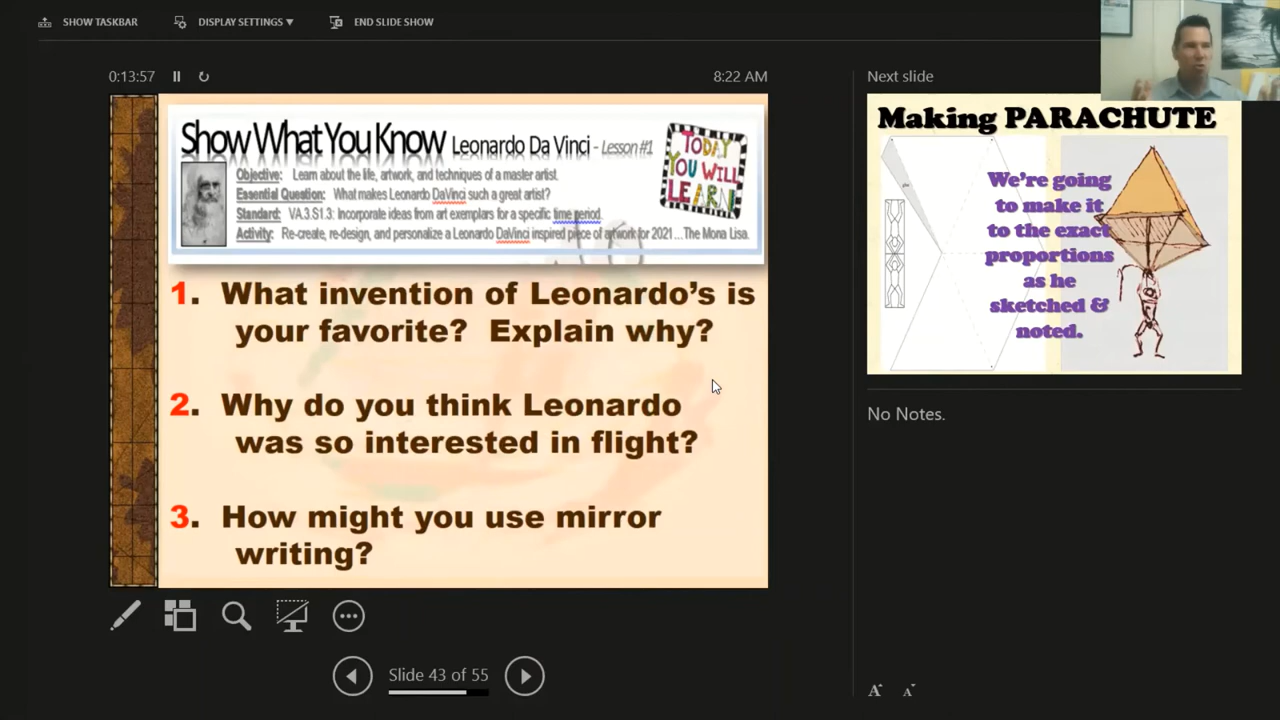 SHOW TASKBAR
DISPLAY SETTINGS ▼
END SLIDE SHOW
0:13:57
8:22 AM
Show What You Know Leonardo Da Vinci - Lesson #1
Objective: Learn about the life, artwork, and techniques of a master artist.
Essential Question: What makes Leonardo DaVinci such a great artist?
Standard: VA.3.S1.3: Incorporate ideas from art exemplars for a specific time period.
Activity: Re-create, re-design, and personalize a Leonardo DaVinci inspired piece of artwork for 2021...The Mona Lisa.
TODAY
YOU WILL
LEARN!
1. What invention of Leonardo's is
your favorite? Explain why?
2. Why do you think Leonardo
was so interested in flight?
3. How might you use mirror
writing?
Slide 43 of 55
Next slide
Making PARACHUTE
We're going
to make it
to the exact
proportions
as he
sketched &
noted.
No Notes.
A A